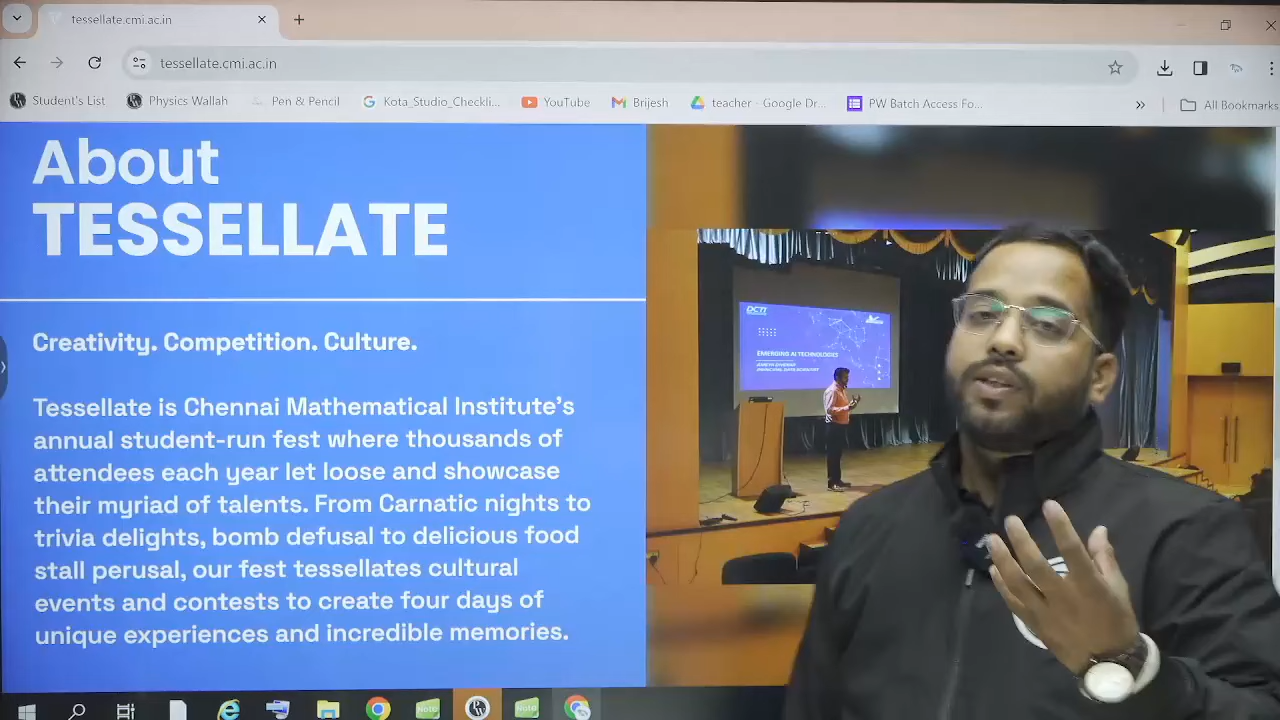 tessellate.cmi.ac.in
tessellate.cmi.ac.in
Student's List
Physics Wallah
Pen & Pencil
Kota_Studio_Checkli...
YouTube
Brijesh
teacher - Google Dr...
PW Batch Access Fo...
All Bookmarks
About
TESSELLATE
Creativity. Competition. Culture.
Tessellate is Chennai Mathematical Institute's
annual student-run fest where thousands of
attendees each year let loose and showcase
their myriad of talents. From Carnatic nights to
trivia delights, bomb defusal to delicious food
stall perusal, our fest tessellates cultural
events and contests to create four days of
unique experiences and incredible memories.
EMERGING AI TECHNOLOGIES
Note
Note